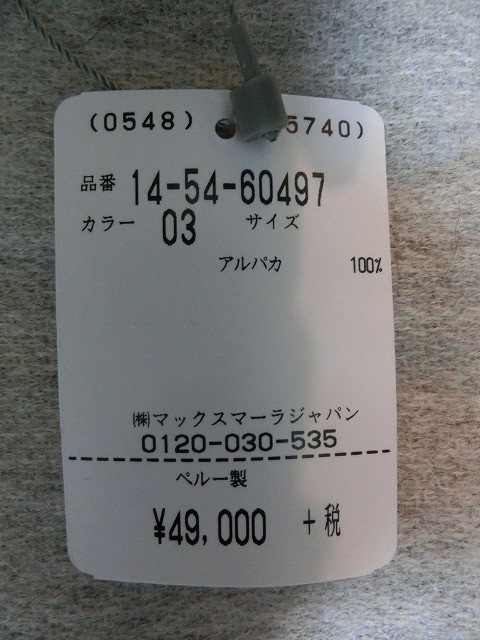 (0548) 5740)
品番 14-54-60497
カラー 03 サイズ
アルパカ 100%
㈱マックスマーラジャパン
0120-030-535
ペルー製
¥49,000 +税